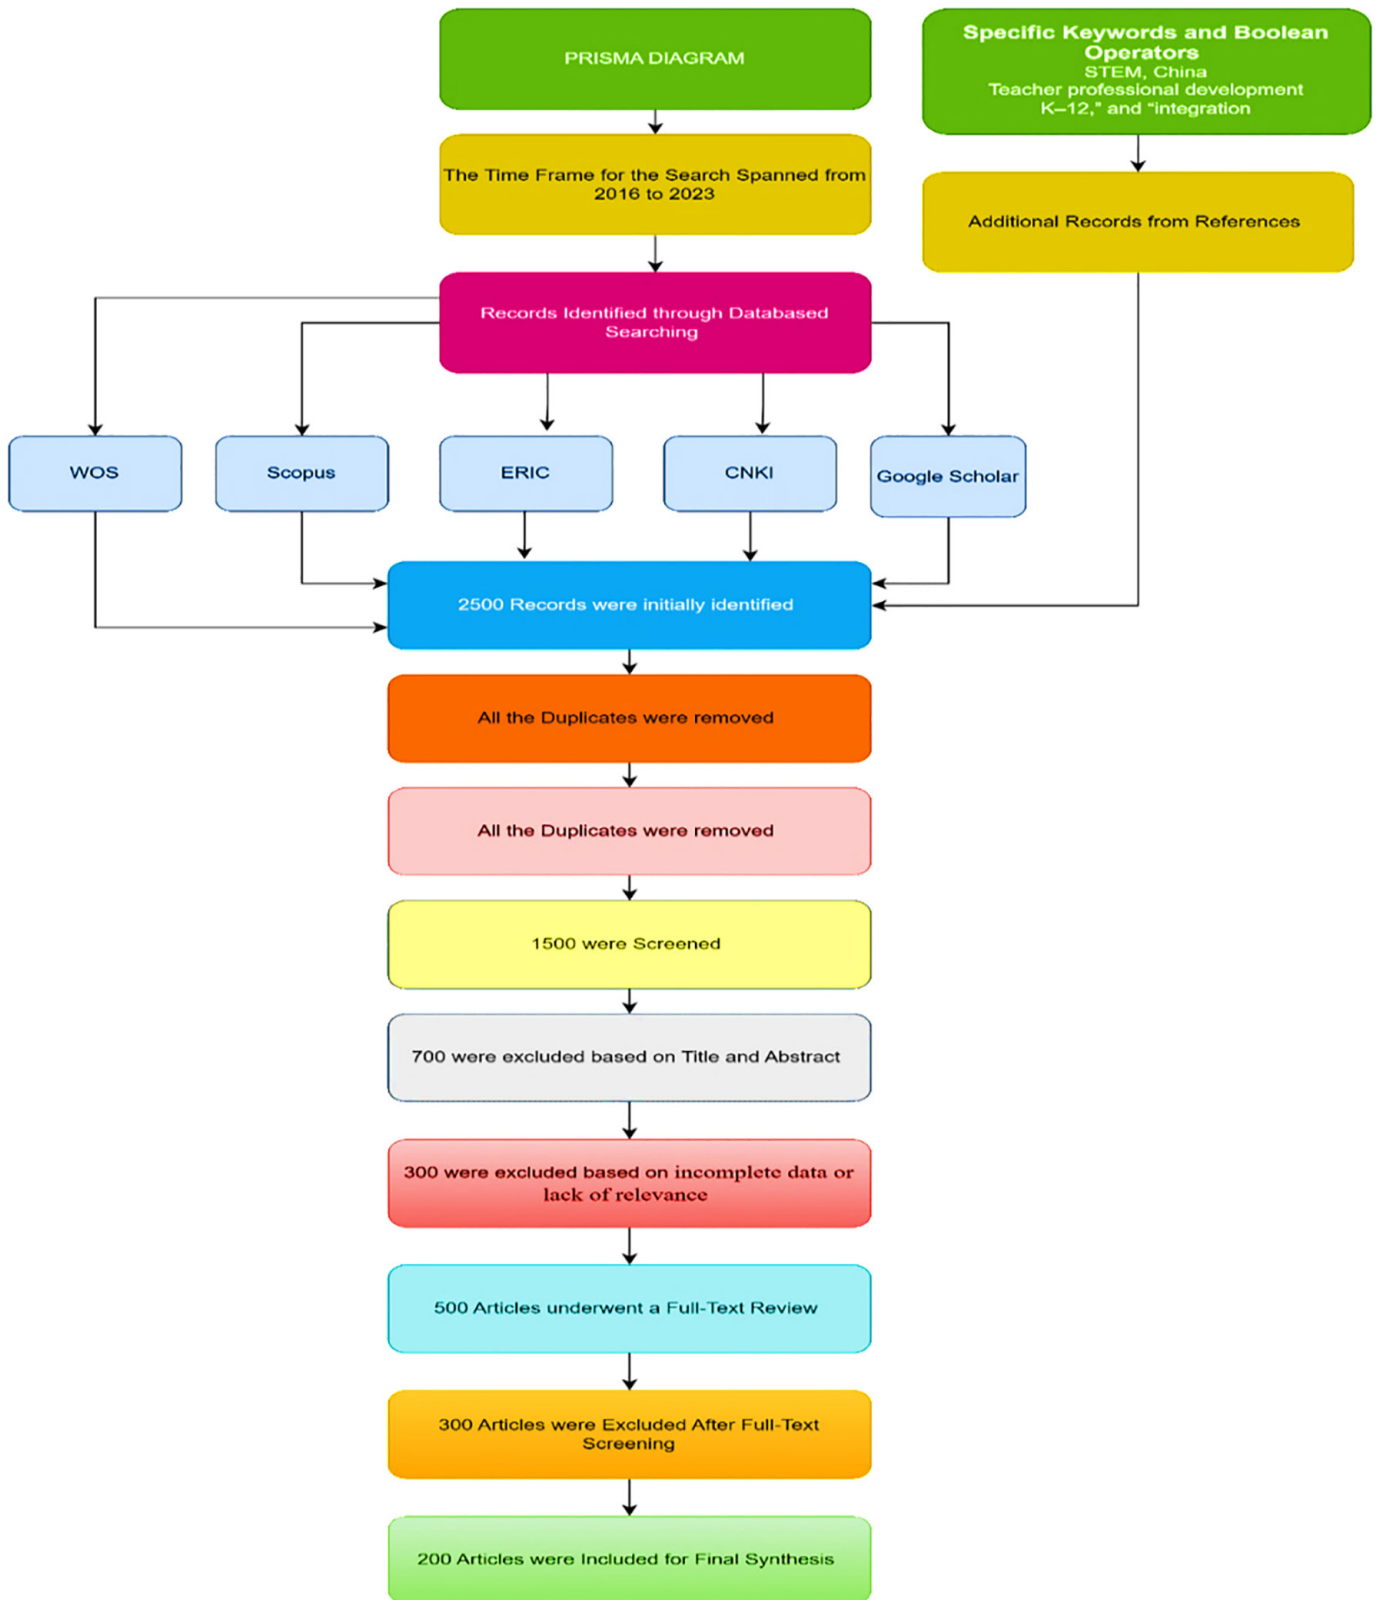 PRISMA DIAGRAM
Specific Keywords and Boolean
Operators
STEM, China
Teacher professional development
K–12,” and “integration
The Time Frame for the Search Spanned from
2016 to 2023
Additional Records from References
Records Identified through Databased
Searching
WOS
Scopus
ERIC
CNKI
Google Scholar
2500 Records were initially identified
All the Duplicates were removed
All the Duplicates were removed
1500 were Screened
700 were excluded based on Title and Abstract
300 were excluded based on incomplete data or
lack of relevance
500 Articles underwent a Full-Text Review
300 Articles were Excluded After Full-Text
Screening
200 Articles were Included for Final Synthesis